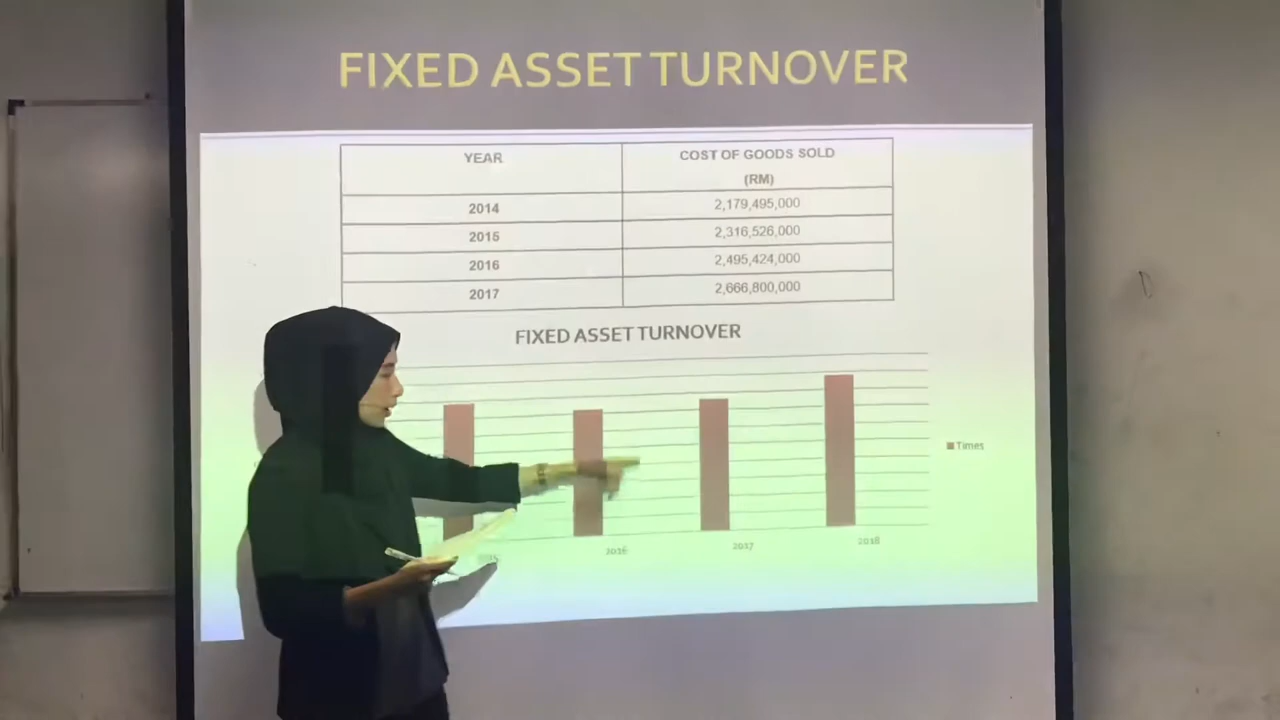 FIXED ASSET TURNOVER
YEAR COST OF GOODS SOLD
(RM)
2014 2,179,495,000
2015 2,316,526,000
2016 2,495,424,000
2017 2,666,800,000
FIXED ASSET TURNOVER
Times
2016 2017 2018